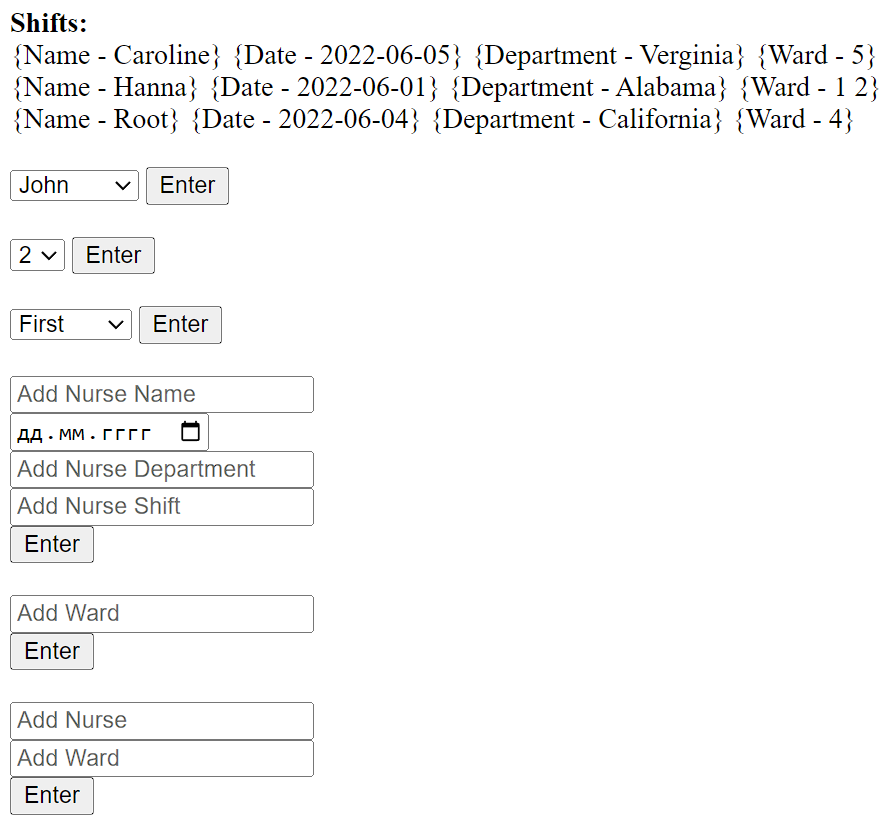 Shifts:
{Name - Caroline} {Date - 2022-06-05} {Department - Verginia} {Ward - 5}
{Name - Hanna} {Date - 2022-06-01} {Department - Alabama} {Ward - 1 2}
{Name - Root} {Date - 2022-06-04} {Department - California} {Ward - 4}
John Enter
2 Enter
First Enter
Add Nurse Name
дд.мм.гггг
Add Nurse Department
Add Nurse Shift
Enter
Add Ward
Enter
Add Nurse
Add Ward
Enter